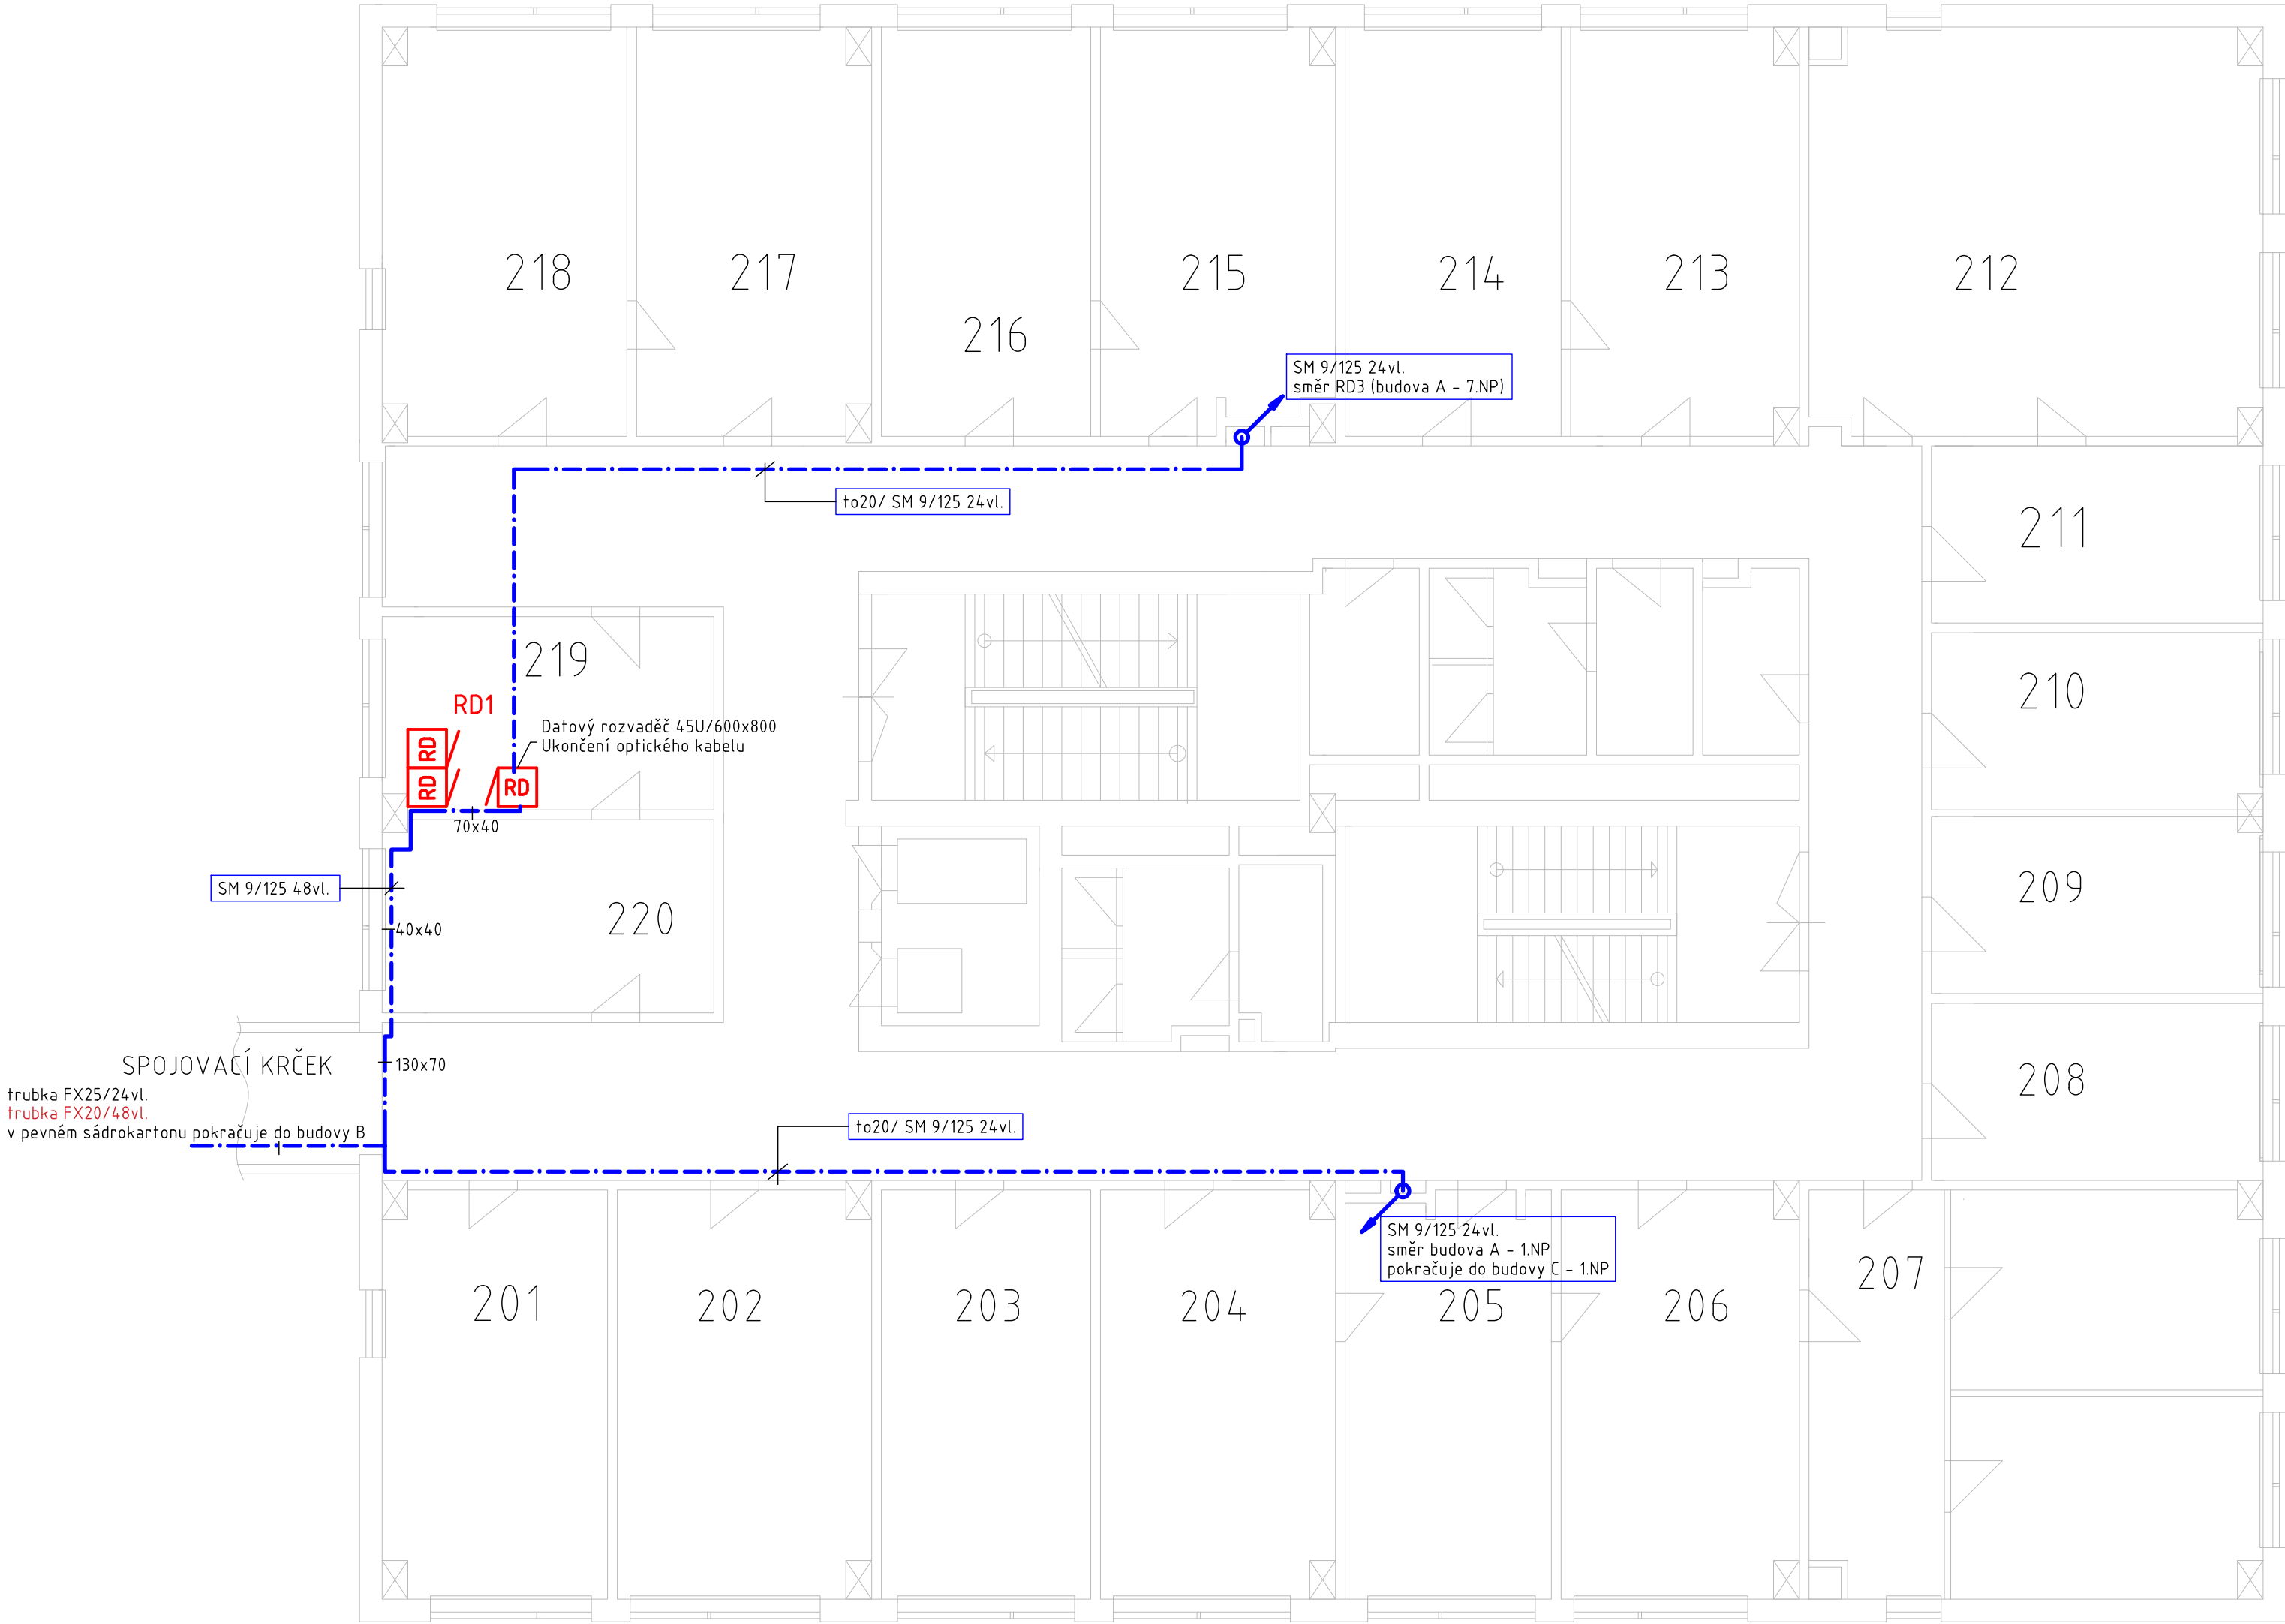 218
217
216
215
214
213
212
SM 9/125 24vl.
směr RD3 (budova A - 7.NP)
to20/ SM 9/125 24vl.
211
219
210
RD1
Datový rozvaděč 45U/600x800
Ukončení optického kabelu
RD
RD
RD
70x40
SM 9/125 48vl.
40x40
220
209
SPOJOVACÍ KRČEK
130x70
208
trubka FX25/24vl.
trubka FX20/48vl.
v pevném sádrokartonu pokračuje do budovy B
to20/ SM 9/125 24vl.
SM 9/125 24vl.
směr budova A - 1.NP
pokračuje do budovy C - 1.NP
201
202
203
204
205
206
207